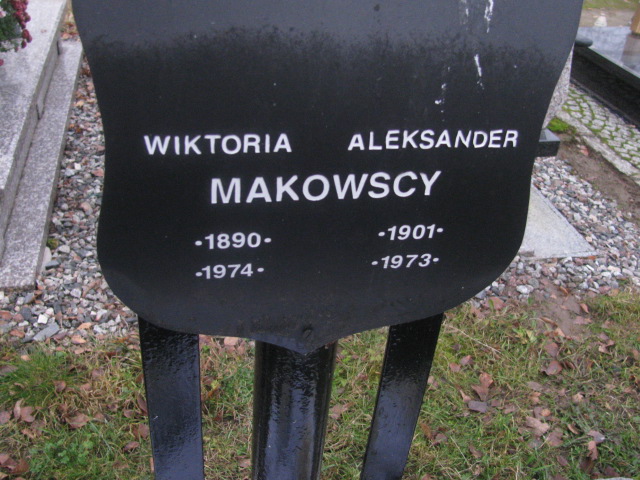 WIKTORIA ALEKSANDER
MAKOWSCY
-1890- -1901-
-1974- -1973-